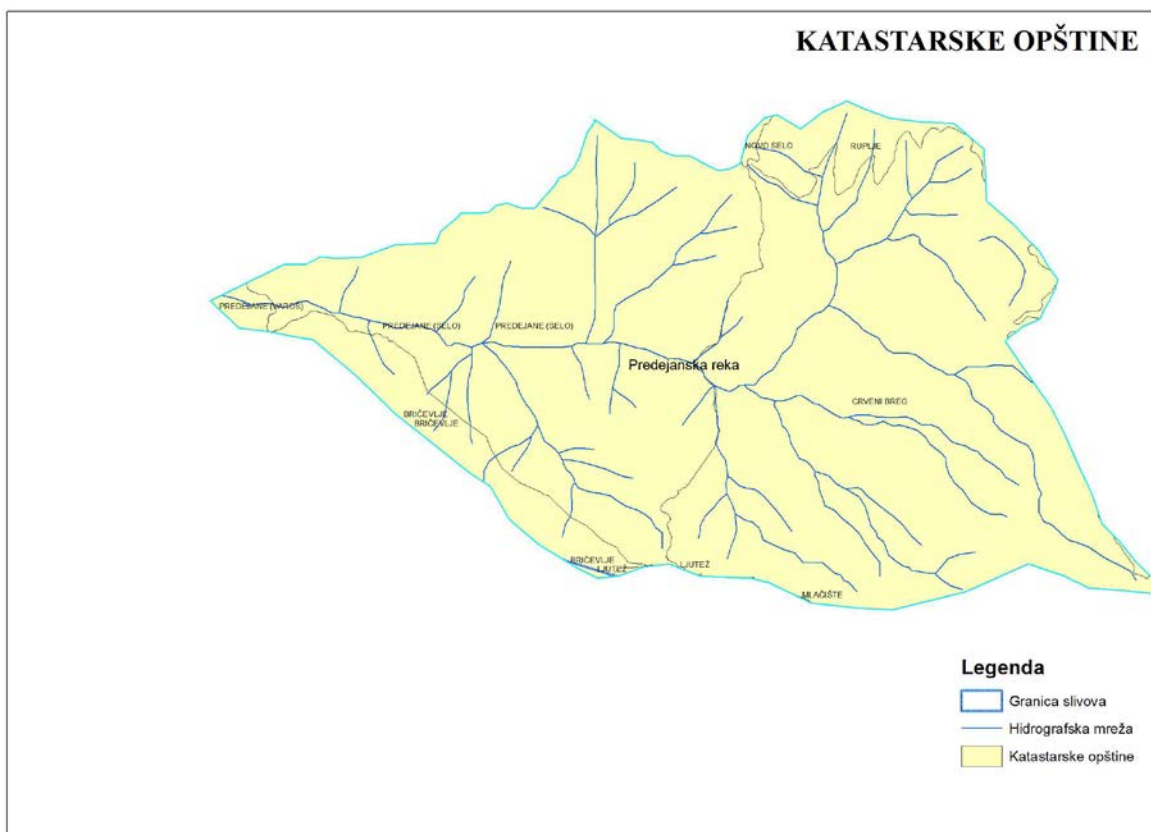 KATASTARSKE OPŠTINE
NOVO SELO
RUPLJE
PREDEJANE (VAROŠ)
PREDEJANE (SELO)
PREDEJANE (SELO)
Predejanska reka
CRVENI BREG
BRIČEVLJE
BRIČEVLJE
BRIČEVLJE
LJUTEŽ
LJUTEŽ
MLAČIŠTE
Legenda
Granica slivova
Hidrografska mreža
Katastarske opštine